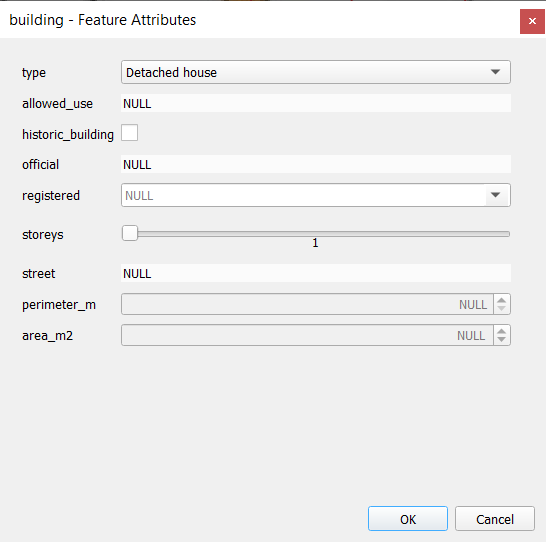 building - Feature Attributes
type Detached house
allowed_use NULL
historic_building
official NULL
registered NULL
storeys
1
street NULL
perimeter_m NULL
area_m2 NULL
OK Cancel